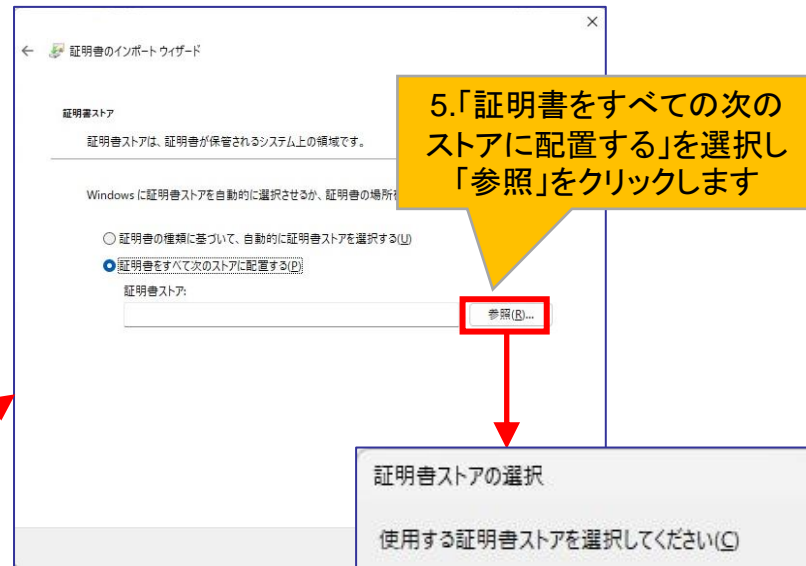 証明書のインポート ウィザード
5.「証明書をすべての次の
ストアに配置する」を選択し
「参照」をクリックします
証明書ストア
証明書ストアは、証明書が保管されるシステム上の領域です。
Windows に証明書ストアを自動的に選択させるか、証明書の場所
証明書の種類に基づいて、自動的に証明書ストアを選択する(U)
証明書をすべて次のストアに配置する(P)
証明書ストア:
参照(R)...
証明書ストアの選択
使用する証明書ストアを選択してください(C)